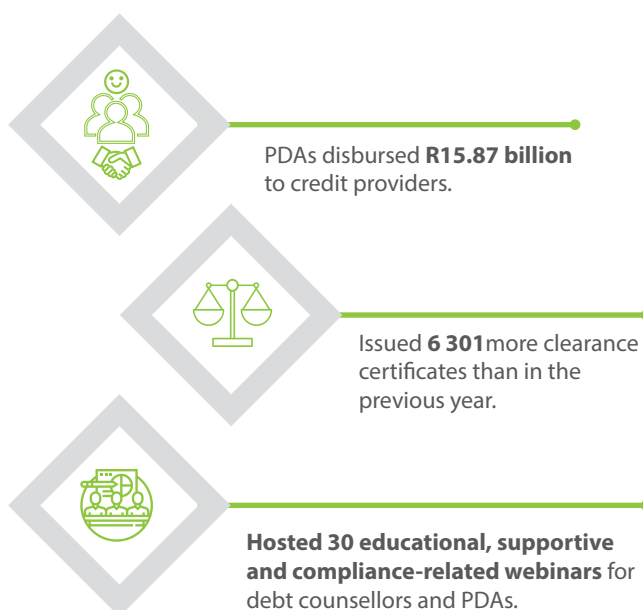 PDAs disbursed R15.87 billion
to credit providers.
Issued 6 301more clearance
certificates than in the
previous year.
Hosted 30 educational, supportive
and compliance-related webinars for
debt counsellors and PDAs.